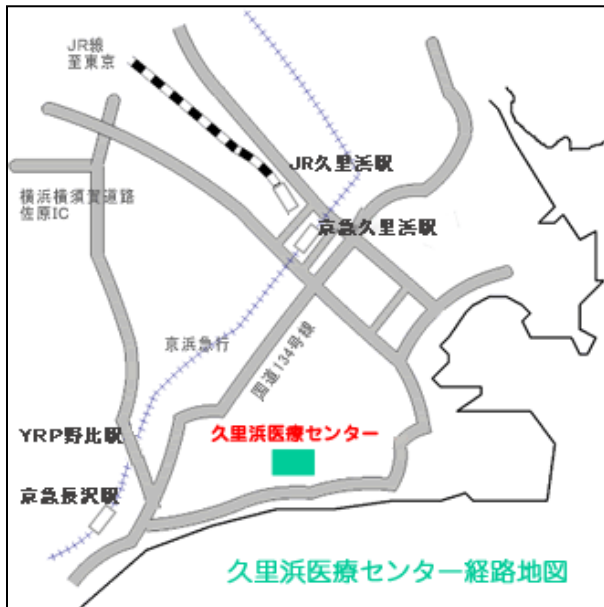 JR線
至東京
JR久里浜駅
横浜横須賀道路
佐原IC
京急久里浜駅
京浜急行
国道134号線
YRP野比駅
久里浜医療センター
京急長沢駅
久里浜医療センター経路地図